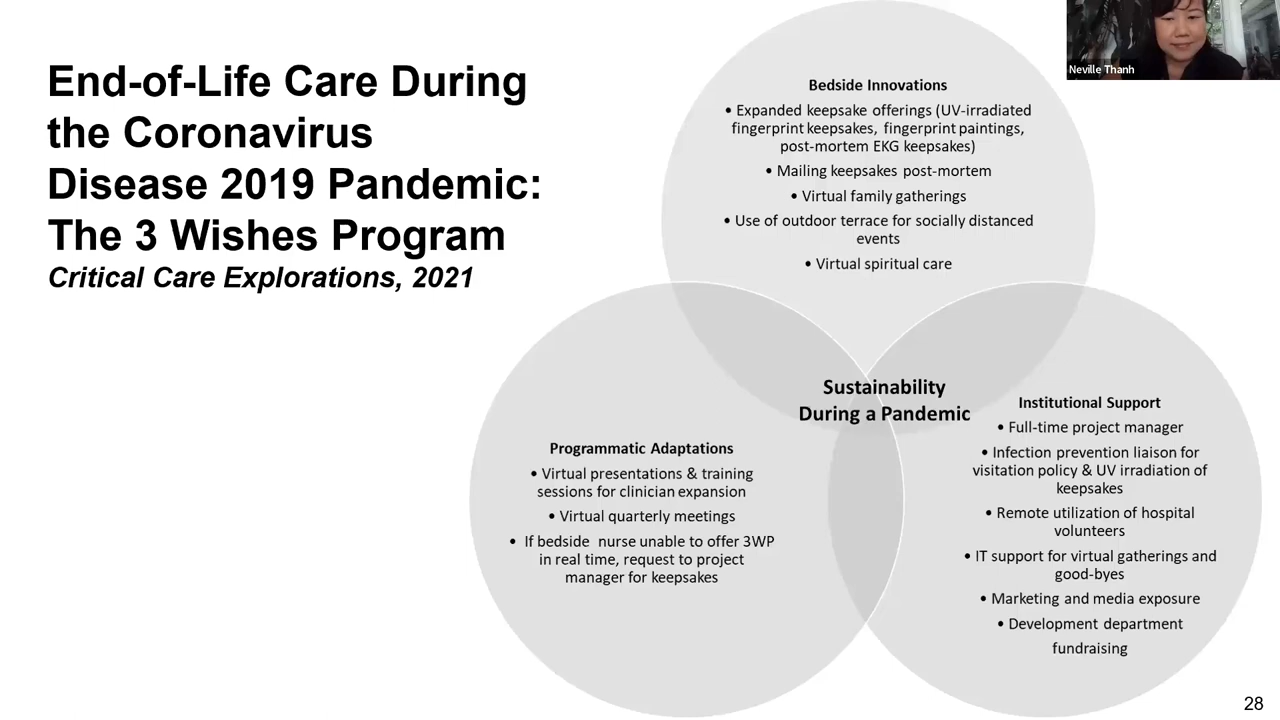 End-of-Life Care During
the Coronavirus
Disease 2019 Pandemic:
The 3 Wishes Program
Critical Care Explorations, 2021
Neville Thanh
Bedside Innovations
• Expanded keepsake offerings (UV-irradiated
fingerprint keepsakes, fingerprint paintings,
post-mortem EKG keepsakes)
• Mailing keepsakes post-mortem
• Virtual family gatherings
• Use of outdoor terrace for socially distanced
events
• Virtual spiritual care
Sustainability
During a Pandemic
Programmatic Adaptations
• Virtual presentations & training
sessions for clinician expansion
• Virtual quarterly meetings
• If bedside nurse unable to offer 3WP
in real time, request to project
manager for keepsakes
Institutional Support
• Full-time project manager
• Infection prevention liaison for
visitation policy & UV irradiation of
keepsakes
• Remote utilization of hospital
volunteers
• IT support for virtual gatherings and
good-byes
• Marketing and media exposure
• Development department
fundraising
28